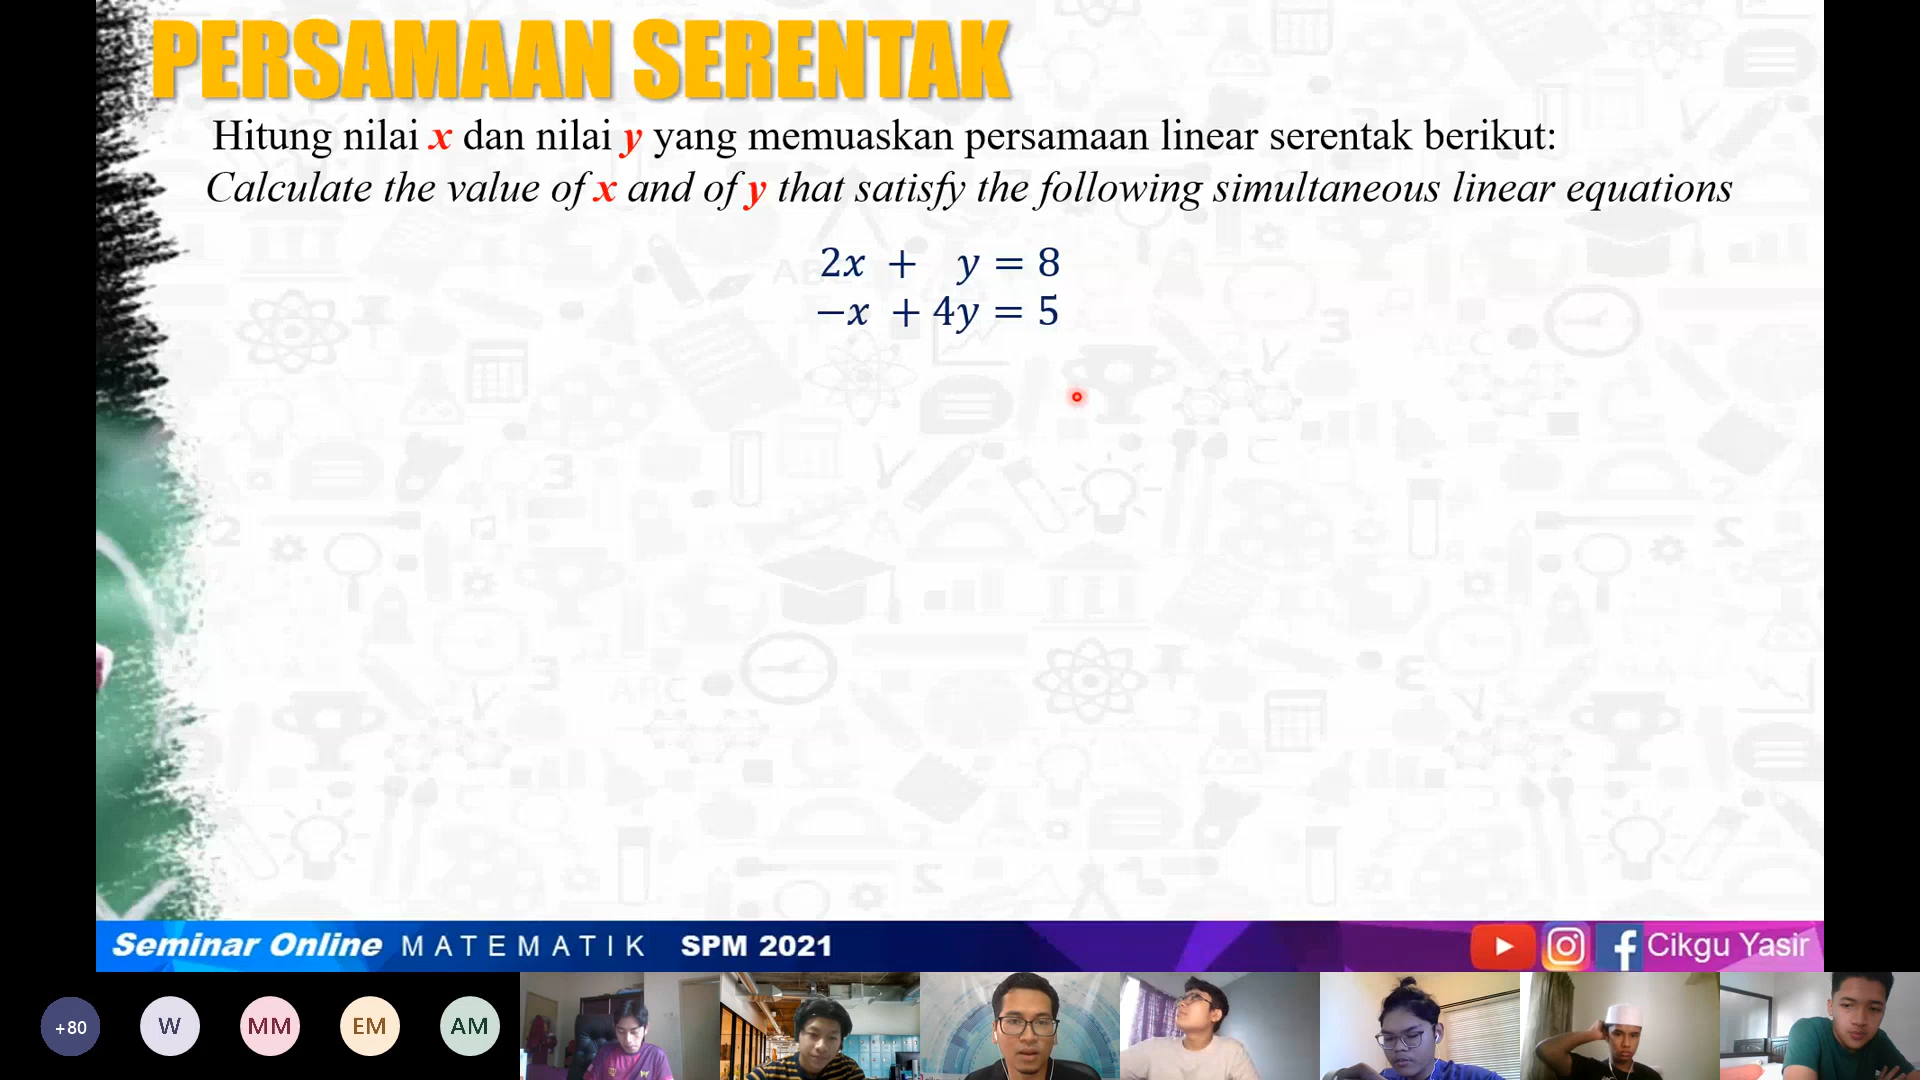 PERSAMAAN SERENTAK
Hitung nilai x dan nilai y yang memuaskan persamaan linear serentak berikut:
Calculate the value of x and of y that satisfy the following simultaneous linear equations
2x + y = 8
−x + 4y = 5
Seminar Online MATEMATIK SPM 2021
Cikgu Yasir
+80 W MM EM AM